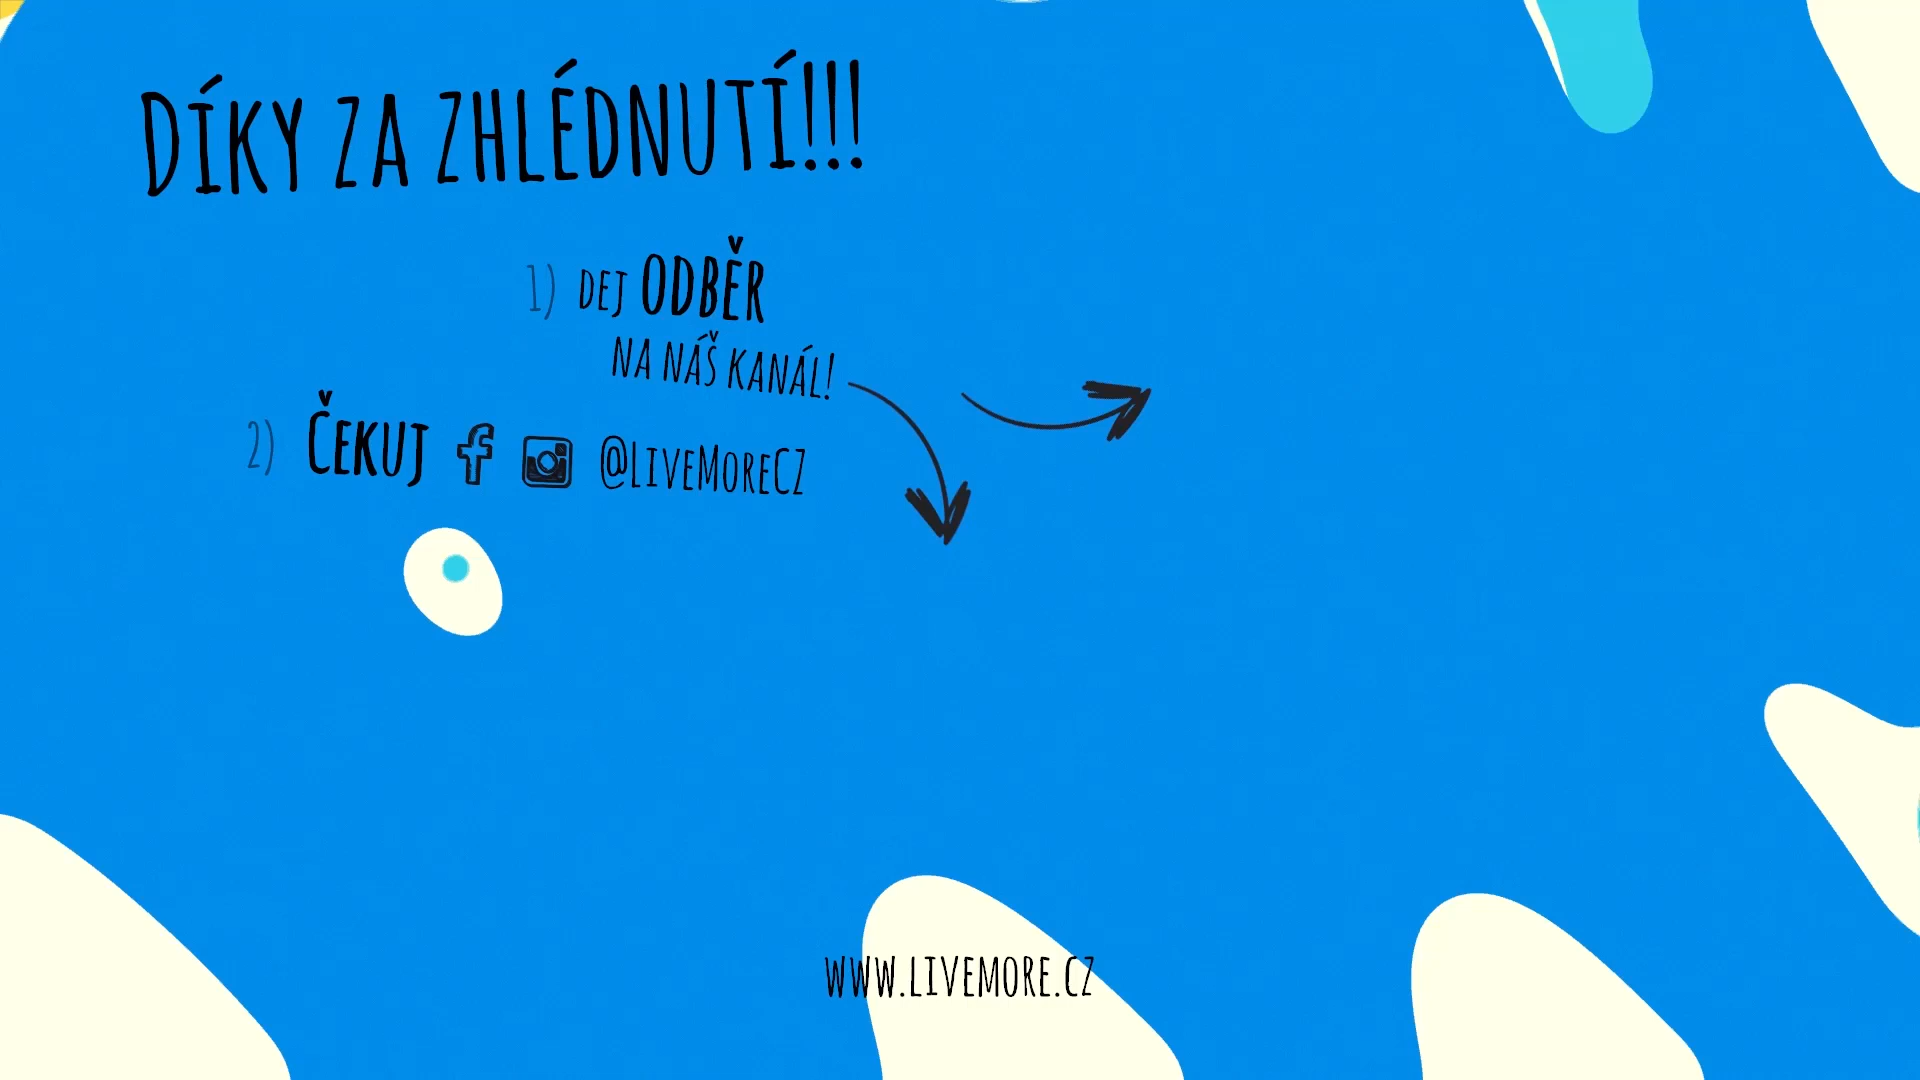 DÍKY ZA ZHLÉDNUTÍ!!!
1) DEJ ODBĚR
NA NÁŠ KANÁL!
2) ČEKUJ @LIVEMORECZ
WWW.LIVEMORE.CZ